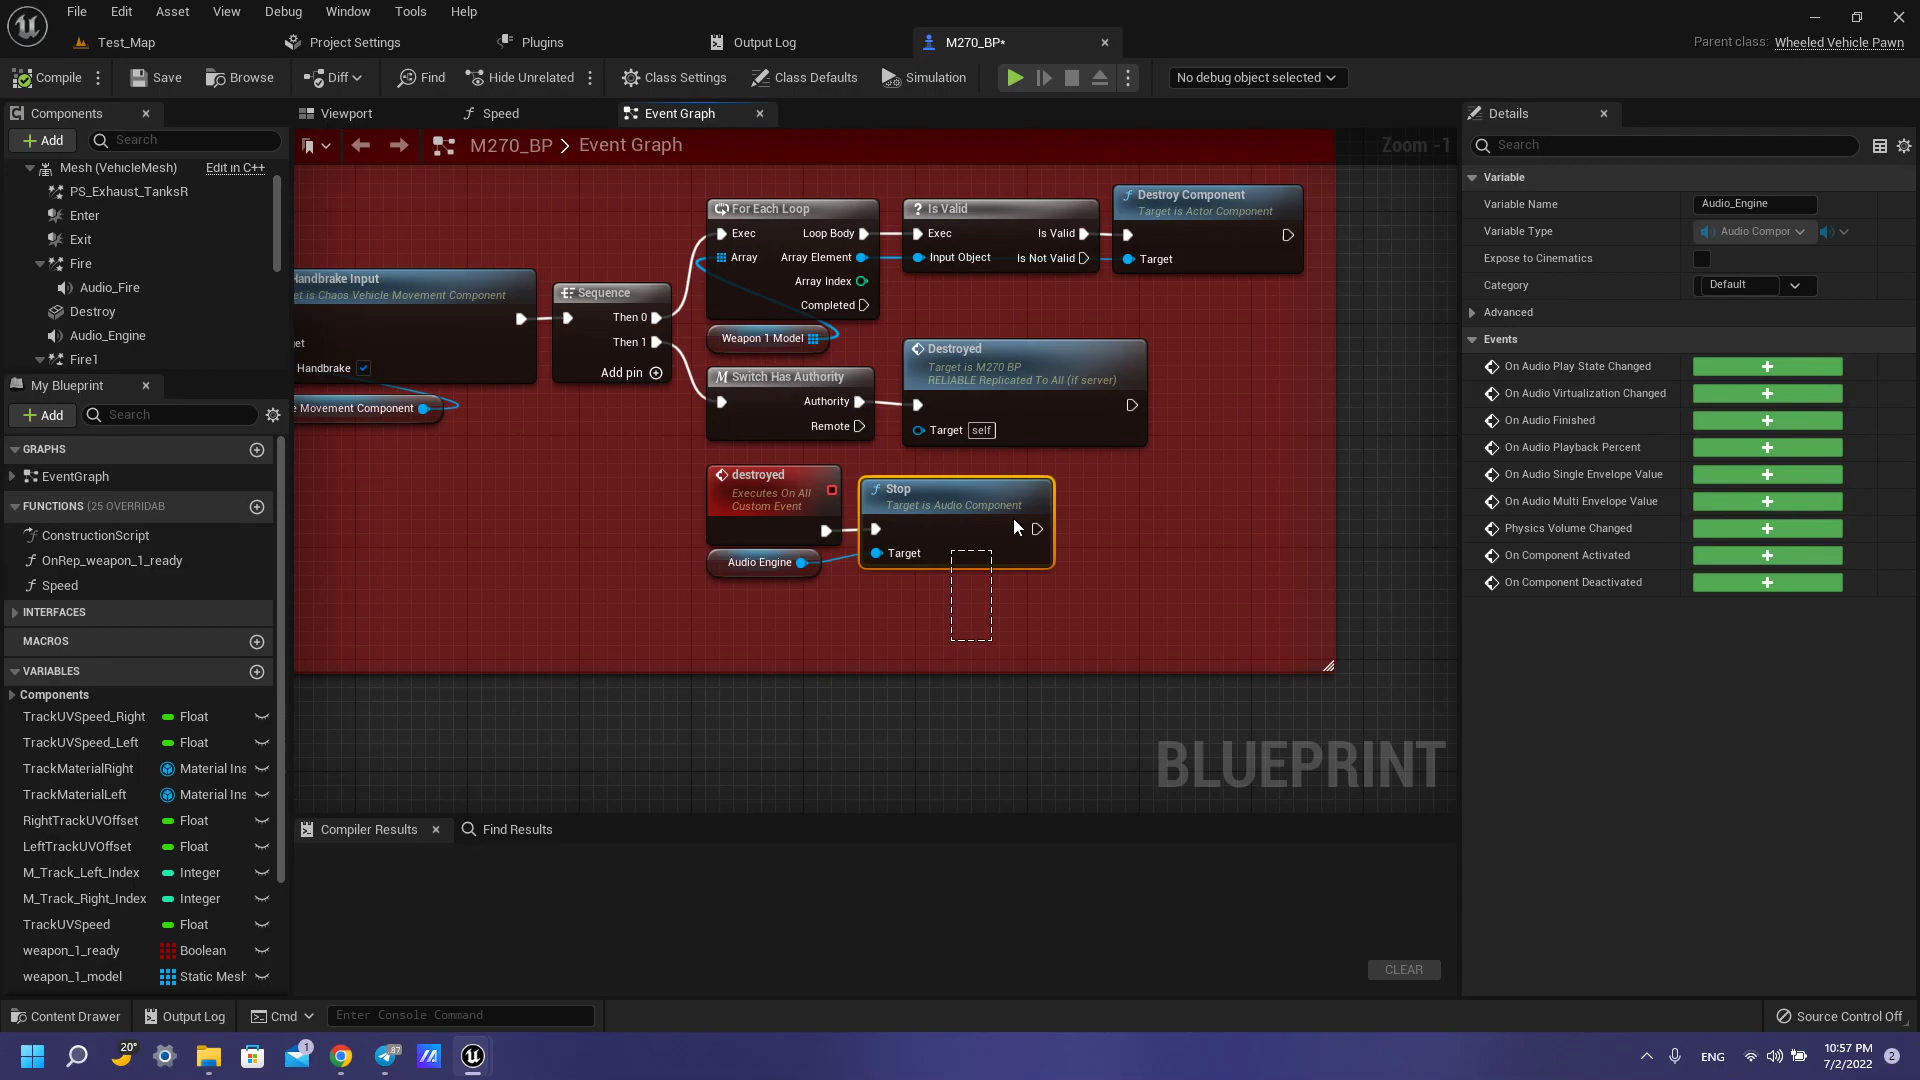 File Edit Asset View Debug Window Tools Help
Test_Map Project Settings Plugins Output Log M270_BP*
Parent class: Wheeled Vehicle Pawn
Compile Save Browse Diff Find Hide Unrelated Class Settings Class Defaults Simulation No debug object selected
Components
Add Search
Mesh (VehicleMesh) Edit in C++
PS_Exhaust_TanksR
Enter
Exit
Fire
Audio_Fire
Destroy
Audio_Engine
Fire1
My Blueprint
Add Search
GRAPHS
EventGraph
FUNCTIONS (25 OVERRIDAB
ConstructionScript
OnRep_weapon_1_ready
Speed
INTERFACES
MACROS
VARIABLES
Components
TrackUVSpeed_Right Float
TrackUVSpeed_Left Float
TrackMaterialRight Material Ins
TrackMaterialLeft Material Ins
RightTrackUVOffset Float
LeftTrackUVOffset Float
M_Track_Left_Index Integer
M_Track_Right_Index Integer
TrackUVSpeed Float
weapon_1_ready Boolean
weapon_1_model Static Mesh
Viewport Speed Event Graph
M270_BP > Event Graph
Zoom -1
Handbrake Input
et is Chaos Vehicle Movement Component
get
Handbrake
e Movement Component
Sequence
Then 0
Then 1
Add pin
For Each Loop
Exec Loop Body
Array Array Element
Array Index
Completed
Weapon 1 Model
Is Valid
Exec Is Valid
Input Object Is Not Valid
Destroy Component
Target is Actor Component
Target
Switch Has Authority
Authority
Remote
Destroyed
Target is M270 BP
RELIABLE Replicated To All (if server)
Target self
destroyed
Executes On All
Custom Event
Audio Engine
Stop
Target is Audio Component
Target
BLUEPRINT
Compiler Results Find Results
CLEAR
Details
Search
Variable
Variable Name Audio_Engine
Variable Type Audio Compor
Expose to Cinematics
Category Default
Advanced
Events
On Audio Play State Changed
On Audio Virtualization Changed
On Audio Finished
On Audio Playback Percent
On Audio Single Envelope Value
On Audio Multi Envelope Value
Physics Volume Changed
On Component Activated
On Component Deactivated
Content Drawer Output Log Cmd Enter Console Command Source Control Off
20° 1 87 ENG 10:57 PM
7/2/2022 2